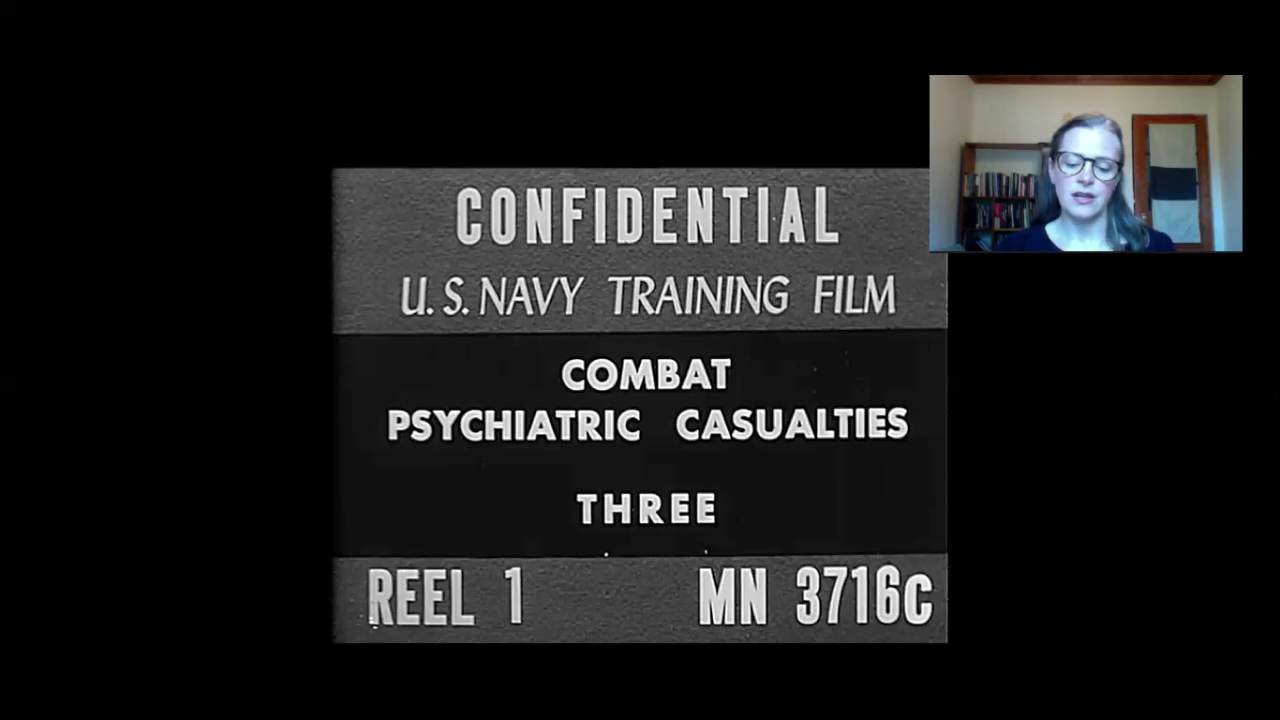 CONFIDENTIAL
U.S. NAVY TRAINING FILM
COMBAT
PSYCHIATRIC CASUALTIES
THREE
REEL 1 MN 3716c